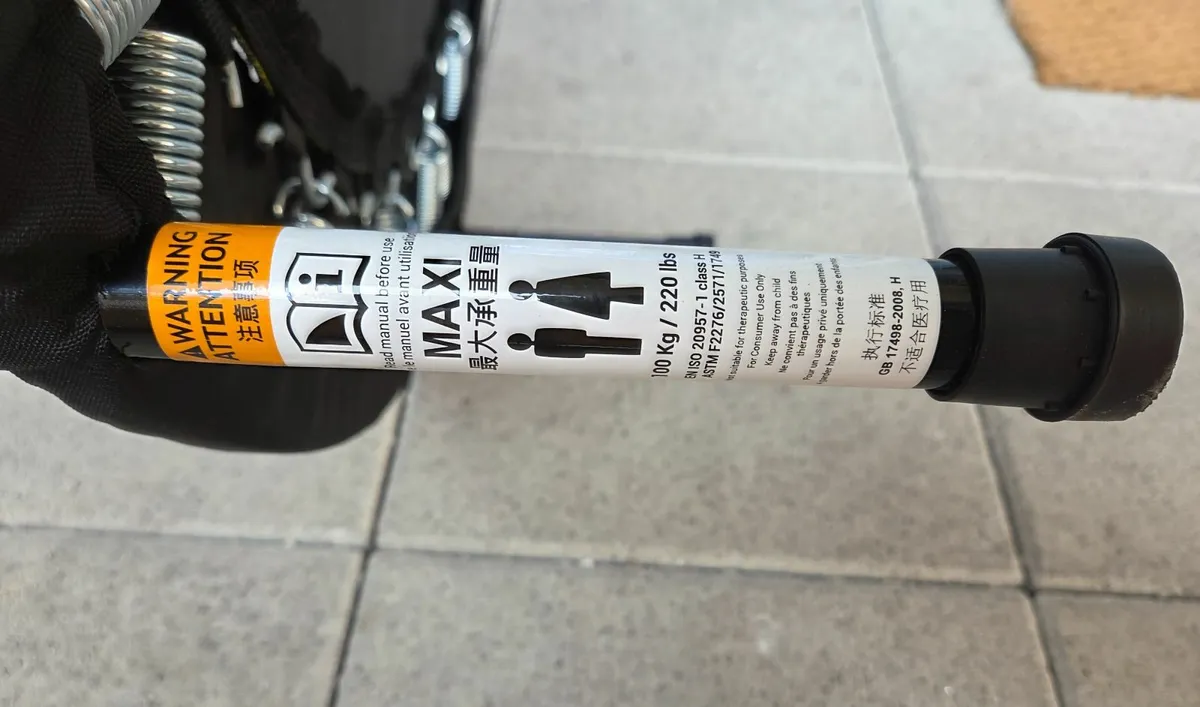 WARNING
ATTENTION
注意事项
Read manual before use
manuel avant utilisation
MAXI
最大承重量
100 Kg / 220 lbs
EN ISO 20957-1 class H
ASTM F2276/2571/1749
Not suitable for therapeutic purposes
For Consumer Use Only
Keep away from child
Ne convient pas à des fins
thérapeutiques.
Pour un usage privé uniquement
Garder hors de la portée des enfants
执行标准
GB 17498-2008, H
不适合医疗用